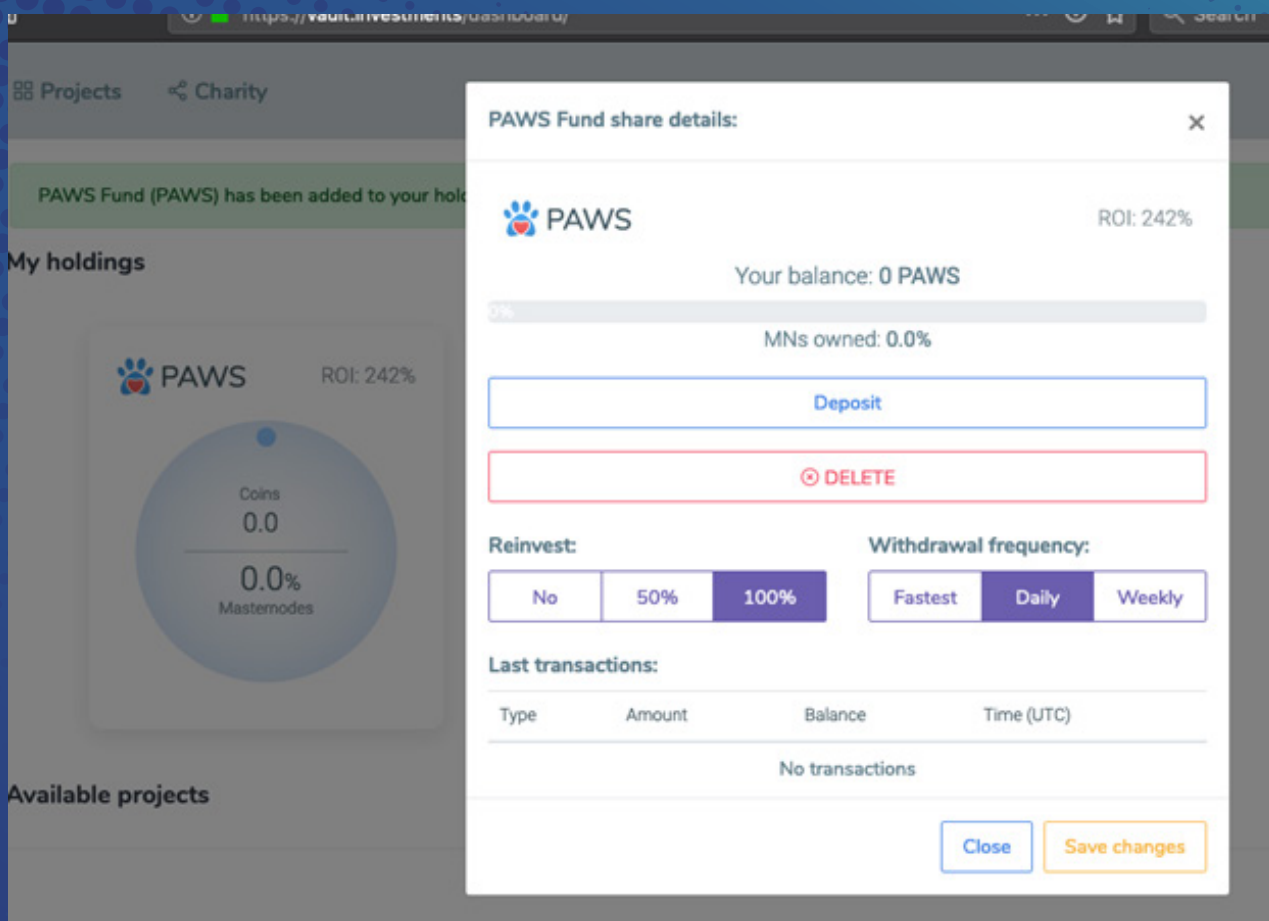 https://vault.investments/dashboard/
Search
Projects
Charity
PAWS Fund (PAWS) has been added to your
My holdings
PAWS
ROI: 242%
Coins
0.0
0.0%
Masternodes
Available projects
PAWS Fund share details:
PAWS
ROI: 242%
Your balance: 0 PAWS
0%
MNs owned: 0.0%
Deposit
DELETE
Reinvest: Withdrawal frequency:
No 50% 100% Fastest Daily Weekly
Last transactions:
Type Amount Balance Time (UTC)
No transactions
Close Save changes